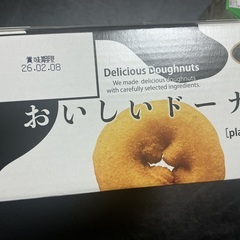 賞味期限
26.02.08
Delicious Doughnuts
We made delicious doughnuts
with carefully selected ingredients.
おいしいドーナ
[pla